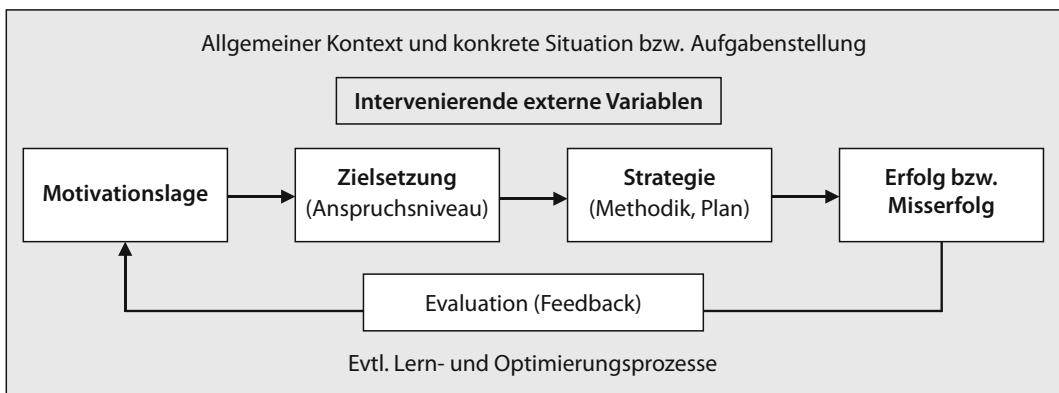 Allgemeiner Kontext und konkrete Situation bzw. Aufgabenstellung
Intervenierende externe Variablen
Motivationslage
Zielsetzung
(Anspruchsniveau)
Strategie
(Methodik, Plan)
Erfolg bzw.
Misserfolg
Evaluation (Feedback)
Evtl. Lern- und Optimierungsprozesse